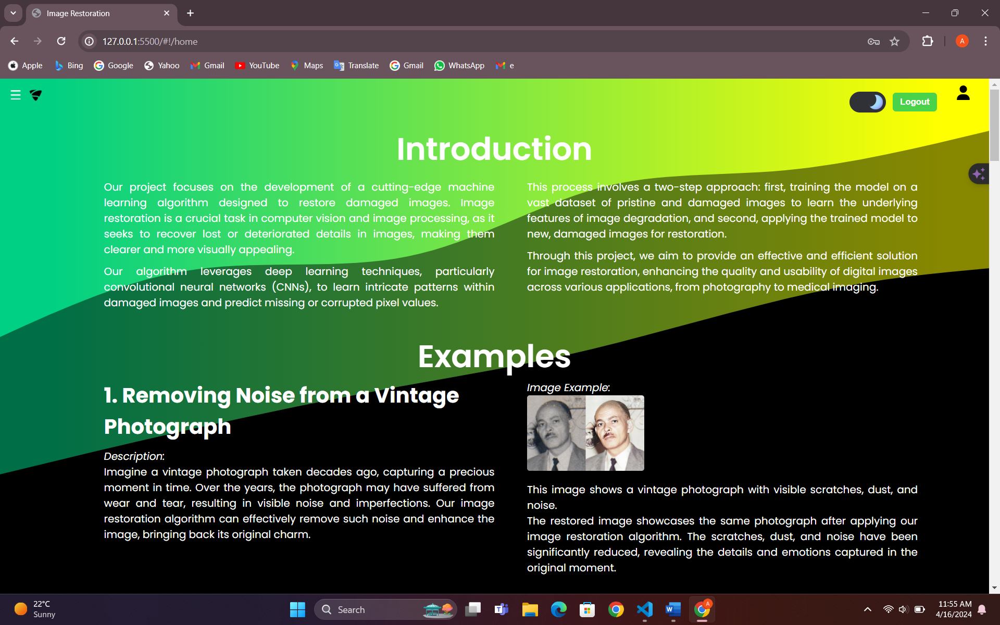 Image Restoration
127.0.0.1:5500/#!/home
A
Apple
Bing
Google
Yahoo
Gmail
YouTube
Maps
Translate
Gmail
WhatsApp
e
Logout
Introduction
Our project focuses on the development of a cutting-edge machine
learning algorithm designed to restore damaged images. Image
restoration is a crucial task in computer vision and image processing, as it
seeks to recover lost or deteriorated details in images, making them
clearer and more visually appealing.
Our algorithm leverages deep learning techniques, particularly
convolutional neural networks (CNNs), to learn intricate patterns within
damaged images and predict missing or corrupted pixel values.
This process involves a two-step approach: first, training the model on a
vast dataset of pristine and damaged images to learn the underlying
features of image degradation, and second, applying the trained model to
new, damaged images for restoration.
Through this project, we aim to provide an effective and efficient solution
for image restoration, enhancing the quality and usability of digital images
across various applications, from photography to medical imaging.
Examples
1. Removing Noise from a Vintage
Photograph
Description:
Imagine a vintage photograph taken decades ago, capturing a precious
moment in time. Over the years, the photograph may have suffered from
wear and tear, resulting in visible noise and imperfections. Our image
restoration algorithm can effectively remove such noise and enhance the
image, bringing back its original charm.
Image Example:
This image shows a vintage photograph with visible scratches, dust, and
noise.
The restored image showcases the same photograph after applying our
image restoration algorithm. The scratches, dust, and noise have been
significantly reduced, revealing the details and emotions captured in the
original moment.
22°C
Sunny
Search
11:55 AM
4/16/2024